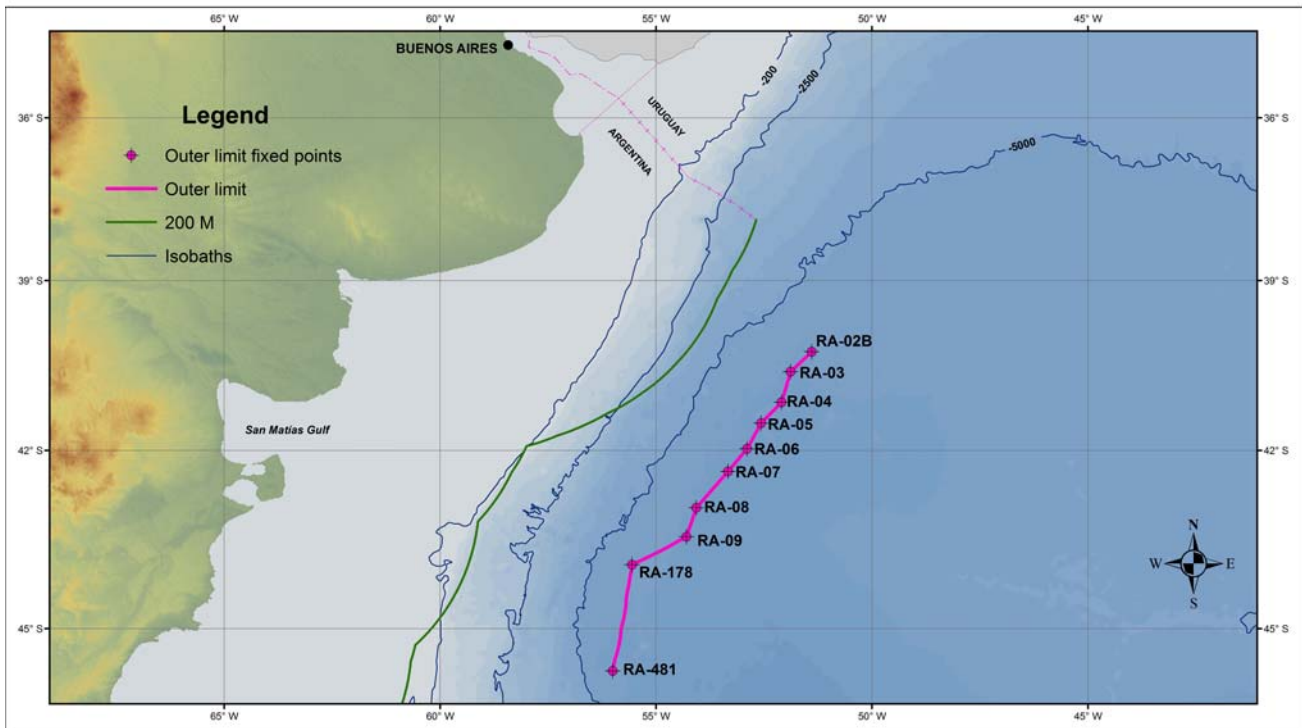 65° W 60° W 55° W 50° W 45° W
BUENOS AIRES
-200
-2500
URUGUAY
ARGENTINA
Legend
Outer limit fixed points
Outer limit
200 M
Isobaths
36° S 36° S
-5000
39° S 39° S
RA-02B
RA-03
RA-04
RA-05
San Matías Gulf
42° S 42° S
RA-06
RA-07
RA-08
RA-09
RA-178
N
W E
S
45° S 45° S
RA-481
65° W 60° W 55° W 50° W 45° W